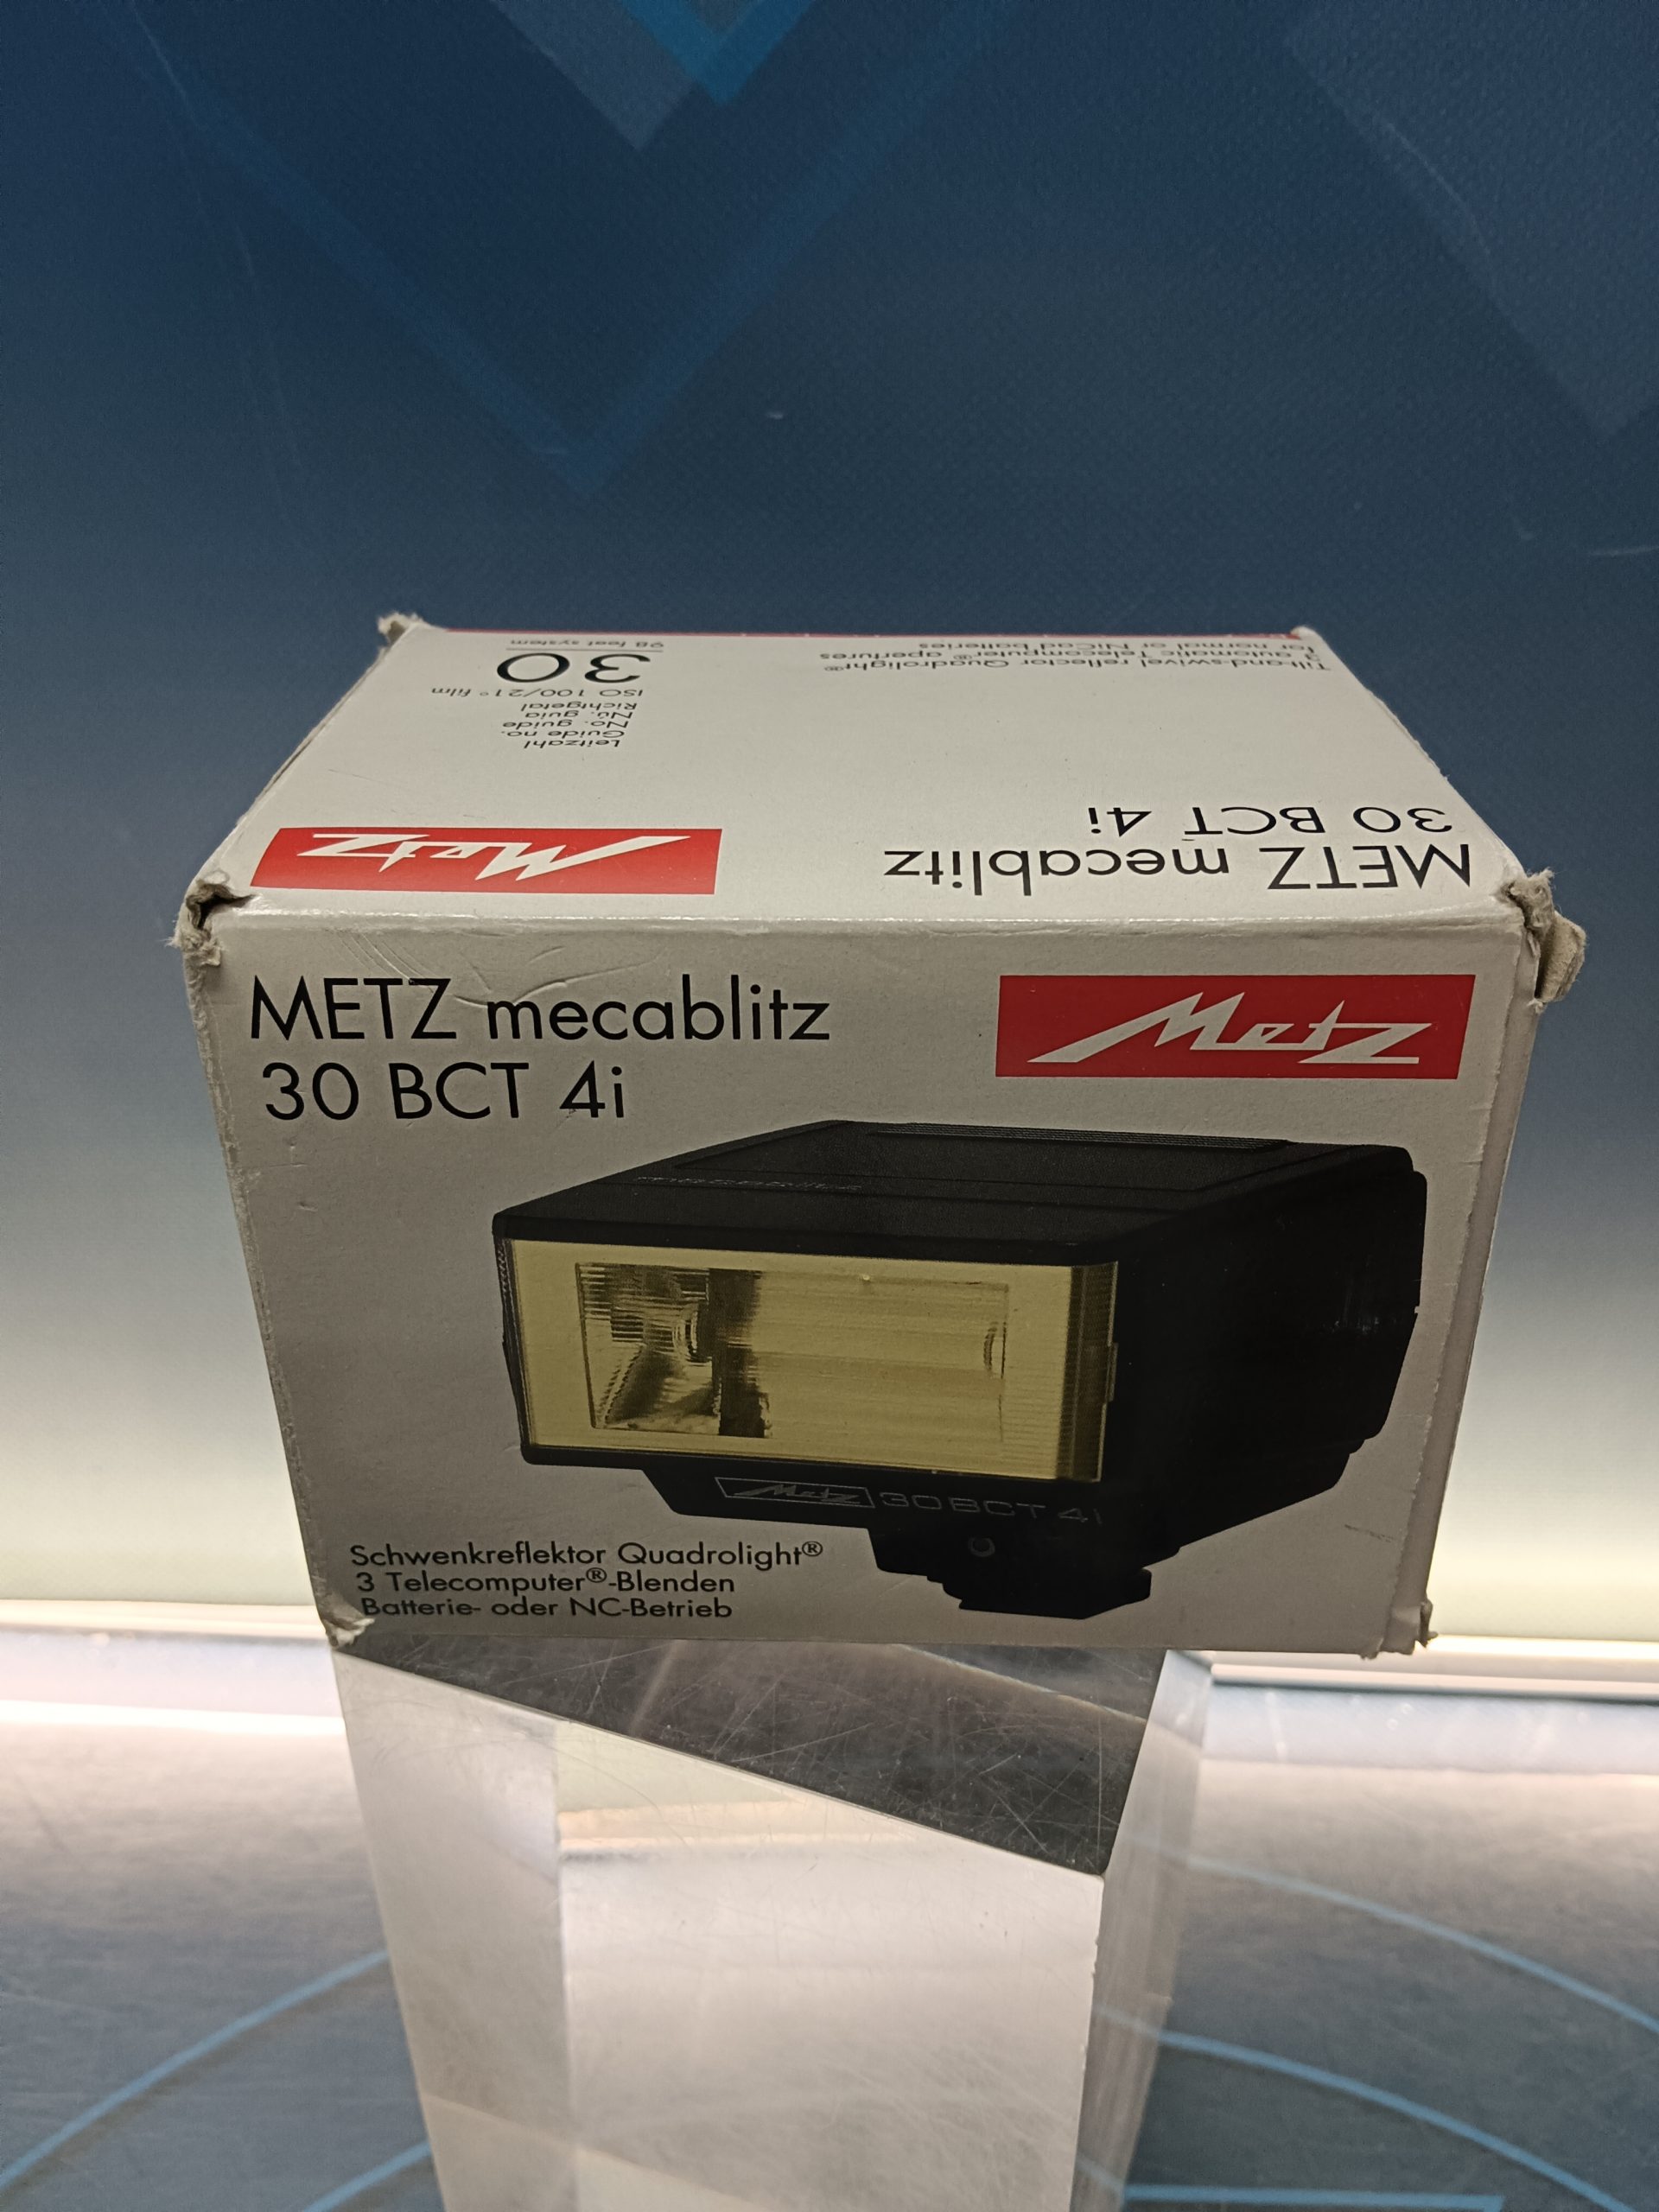 METZ mecablitz
30 BCT 4i
Metz
Metz 30 BCT 4i
Schwenkreflektor Quadrolight®
3 Telecomputer®-Blenden
Batterie- oder NC-Betrieb
METZ mecablitz
30 BCT 4i
Metz
Tilt-and-swivel reflector Quadrolight®
3 automatic Telecomputer® apertures
for normal or NiCad batteries
Leitzahl
Guide no.
No. guide
Nú. guia
Richtgetal
ISO 100/21° film
30
98 feet system
mecablitz